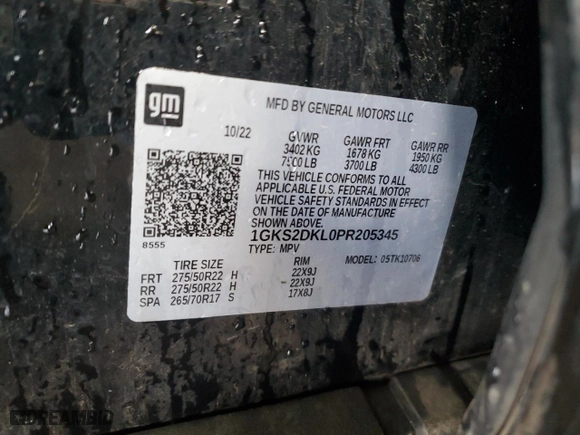 gm
MFD BY GENERAL MOTORS LLC
10/22 GVWR GAWR FRT GAWR RR
3402 KG 1678 KG 1950 KG
7500 LB 3700 LB 4300 LB
THIS VEHICLE CONFORMS TO ALL
APPLICABLE U.S. FEDERAL MOTOR
VEHICLE SAFETY STANDARDS IN EFFECT
ON THE DATE OF MANUFACTURE
SHOWN ABOVE.
8555
1GKS2DKL0PR205345
TYPE: MPV MODEL: 05TK10706
TIRE SIZE RIM
FRT 275/50R22 H 22X9J
RR 275/50R22 H 22X9J
SPA 265/70R17 S 17X8J
DREAMBID